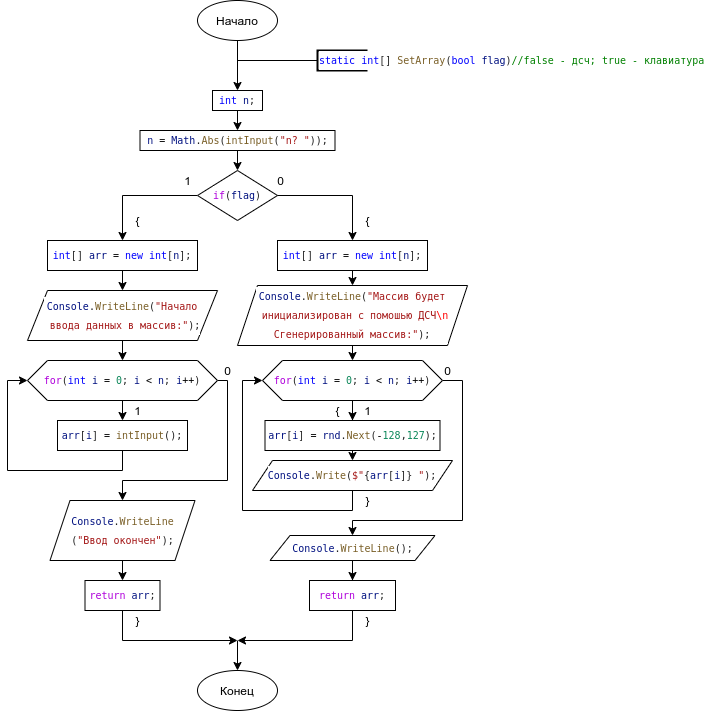 Начало
static int[] SetArray(bool flag)//false - дсч; true - клавиатура
int n;
n = Math.Abs(intInput("n? "));
1
0
if(flag)
{
{
int[] arr = new int[n];
int[] arr = new int[n];
Console.WriteLine("Начало
ввода данных в массив:");
Console.WriteLine("Массив будет
инициализирован с помошью ДСЧ\n
Сгенерированный массив:");
0
0
for(int i = 0; i < n; i++)
for(int i = 0; i < n; i++)
1
{
1
arr[i] = intInput();
arr[i] = rnd.Next(-128,127);
Console.Write($"{arr[i]} ");
}
Console.WriteLine
("Ввод окончен");
Console.WriteLine();
return arr;
return arr;
}
}
Конец